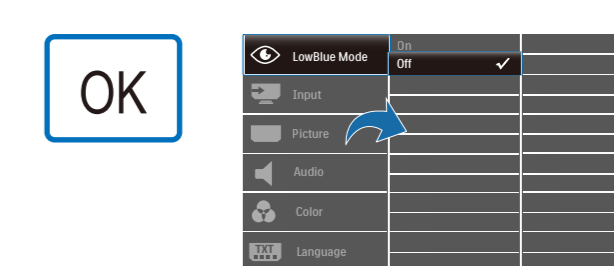 OK
LowBlue Mode
On
Off
Input
Picture
Audio
Color
TXT
Language